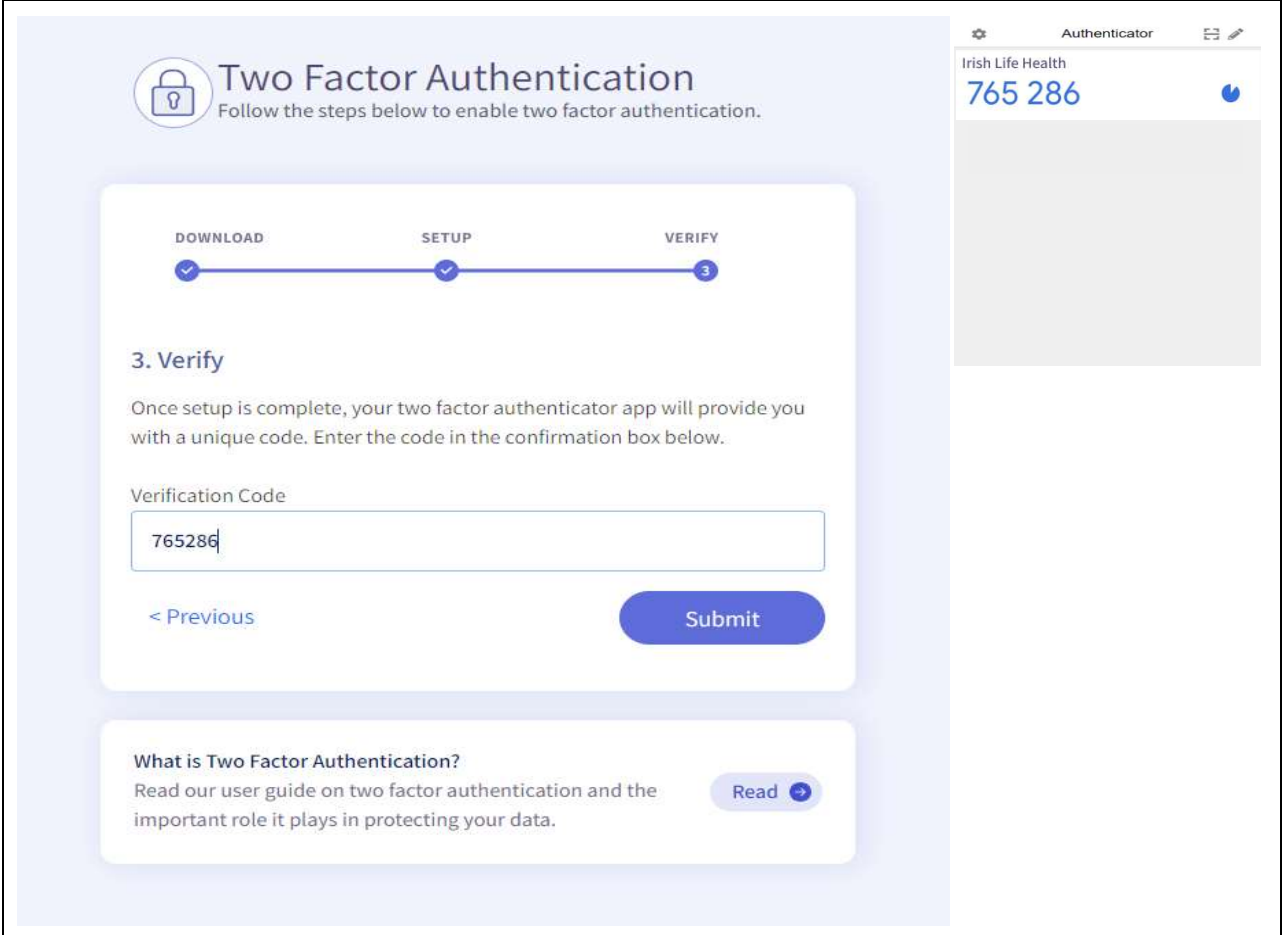 Two Factor Authentication
Follow the steps below to enable two factor authentication.
DOWNLOAD SETUP VERIFY
3
3. Verify
Once setup is complete, your two factor authenticator app will provide you
with a unique code. Enter the code in the confirmation box below.
Verification Code
765286
< Previous Submit
What is Two Factor Authentication?
Read our user guide on two factor authentication and the
important role it plays in protecting your data.
Read
Authenticator
Irish Life Health
765 286